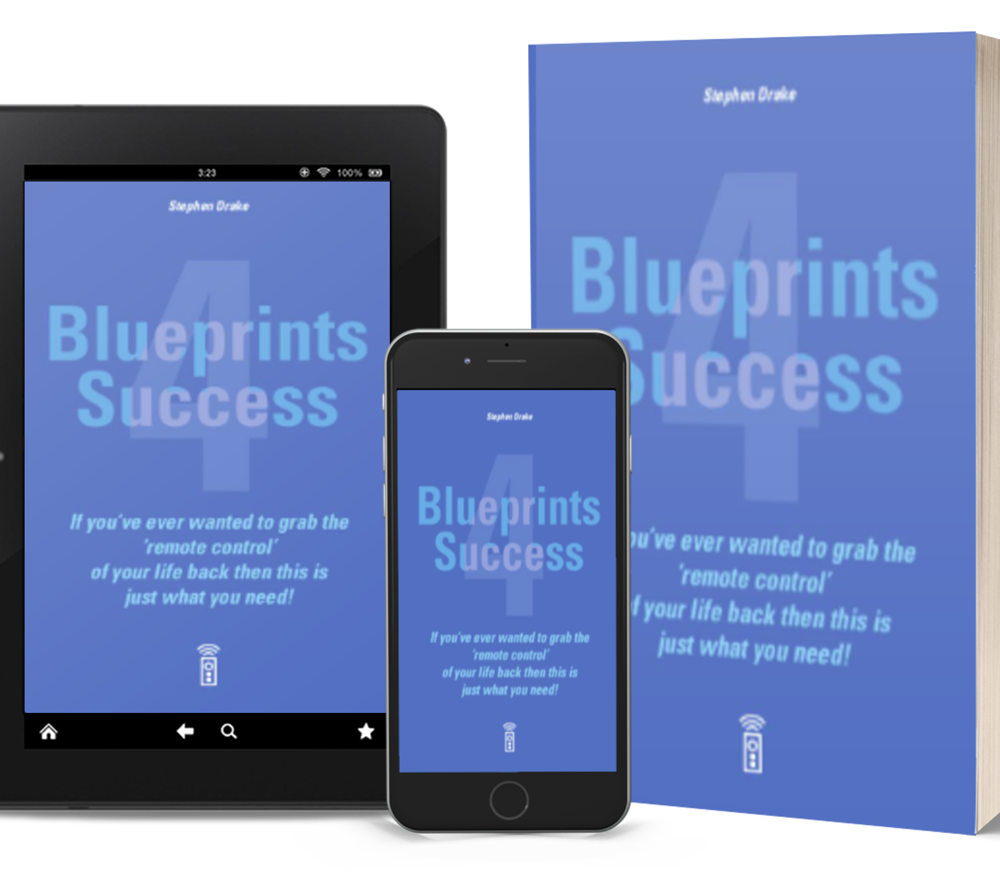 3:23
100%
Stephen Drake
4
Blueprints
Success
If you've ever wanted to grab the
'remote control'
of your life back then this is
just what you need!
Stephen Drake
4
Blueprints
Success
If you've ever wanted to grab the
'remote control'
of your life back then this is
just what you need!
Stephen Drake
4
Blueprints
Success
ou've ever wanted to grab the
'remote control'
f your life back then this is
just what you need!